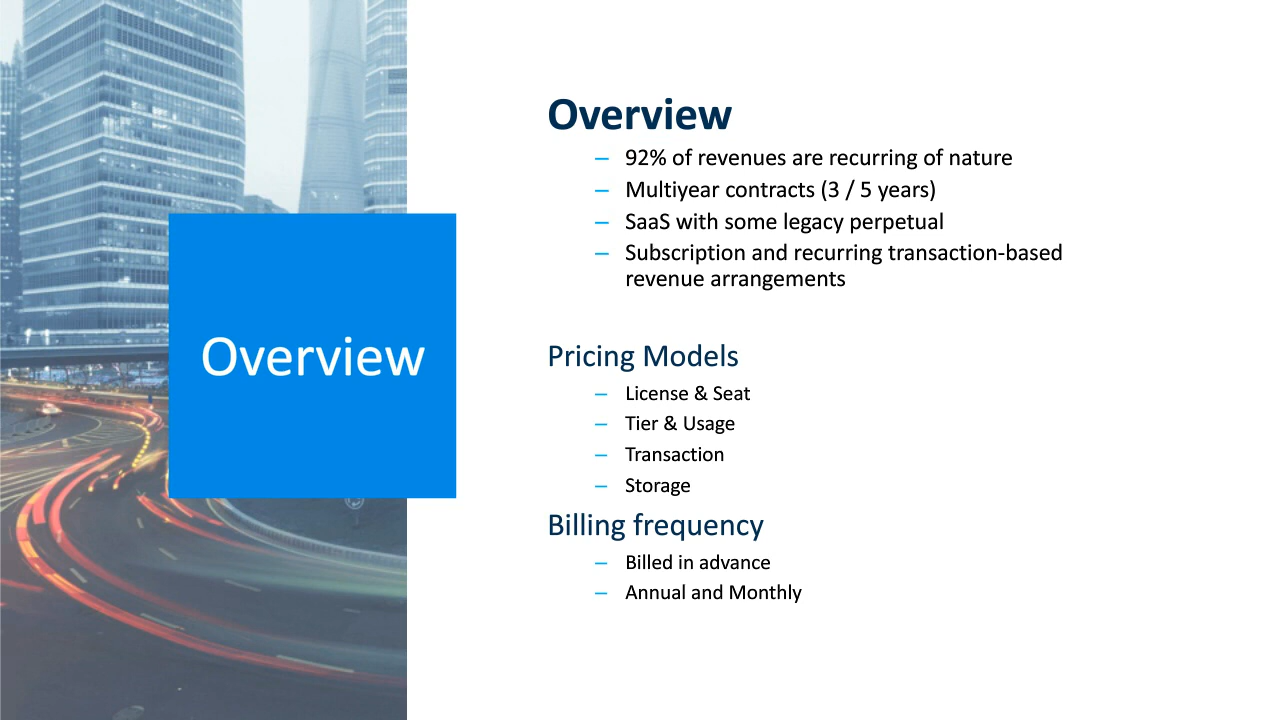 Overview
Overview
– 92% of revenues are recurring of nature
– Multiyear contracts (3 / 5 years)
– SaaS with some legacy perpetual
– Subscription and recurring transaction-based
revenue arrangements
Pricing Models
– License & Seat
– Tier & Usage
– Transaction
– Storage
Billing frequency
– Billed in advance
– Annual and Monthly